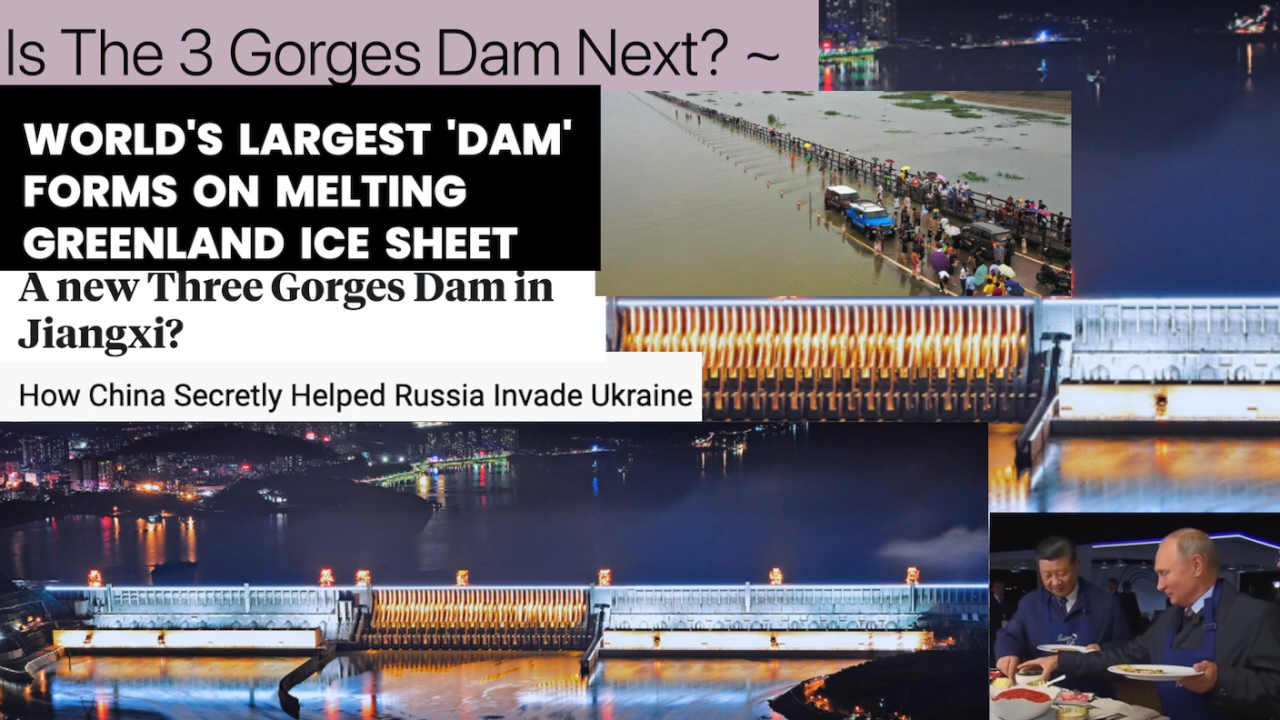 Is The 3 Gorges Dam Next? ~
WORLD'S LARGEST 'DAM'
FORMS ON MELTING
GREENLAND ICE SHEET
A new Three Gorges Dam in
Jiangxi?
How China Secretly Helped Russia Invade Ukraine